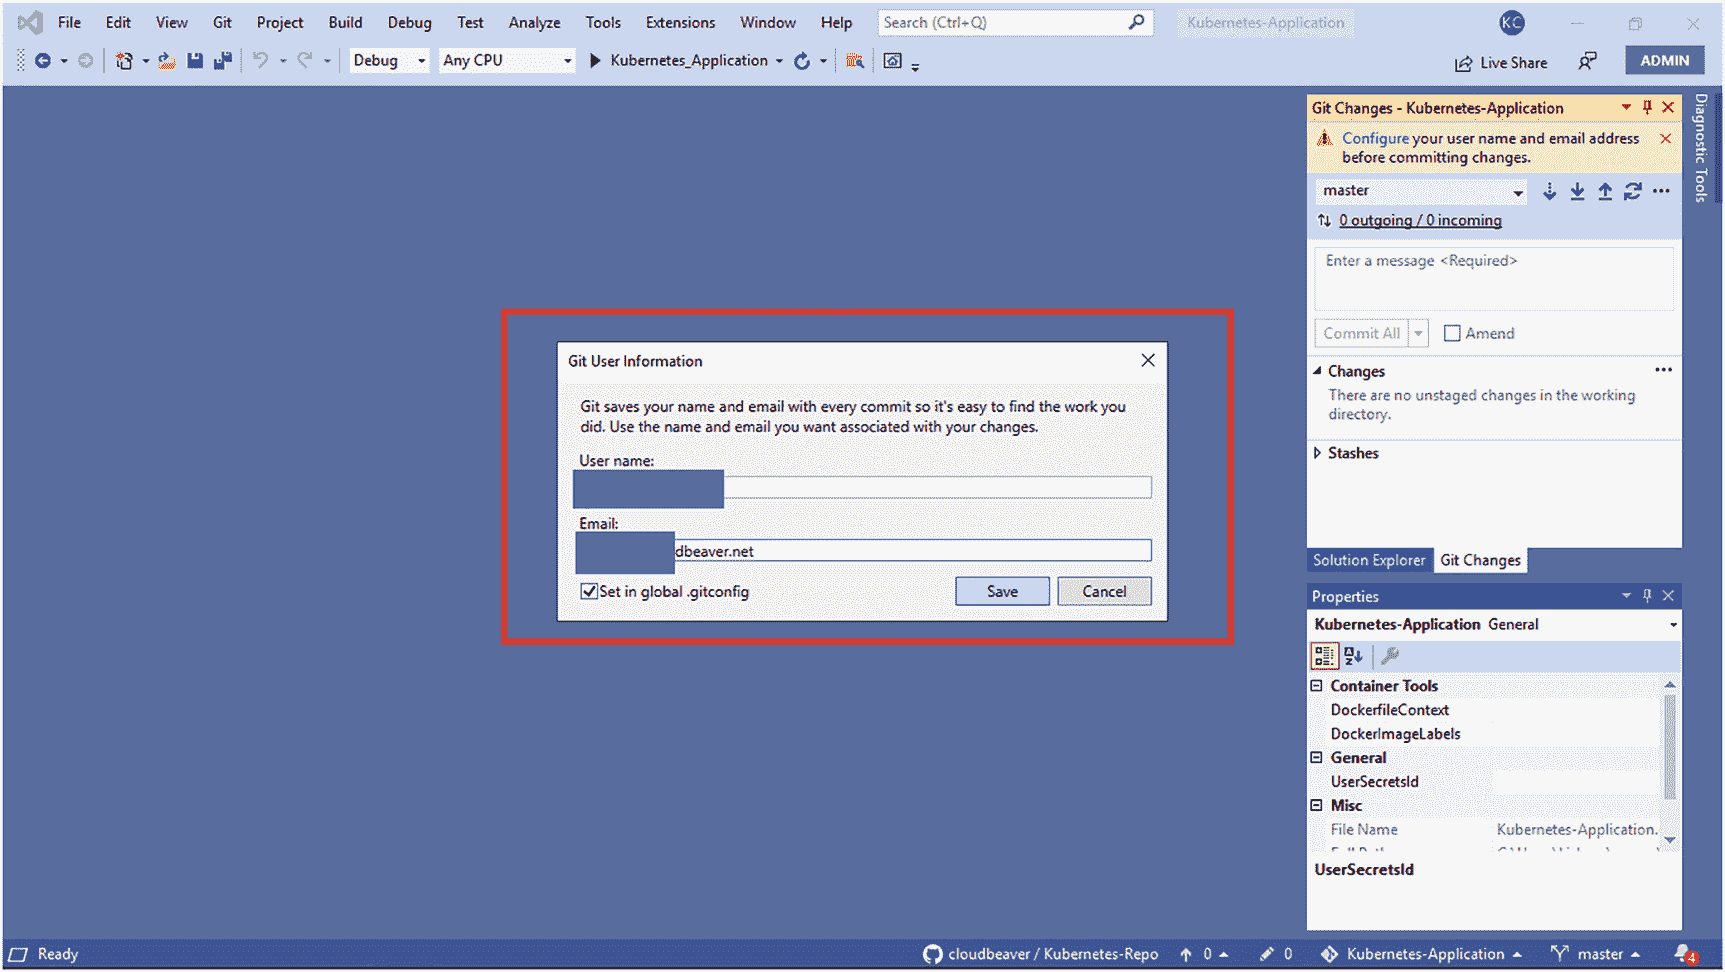 File Edit View Git Project Build Debug Test Analyze Tools Extensions Window Help Search (Ctrl+Q) Kubernetes-Application KC
Debug Any CPU Kubernetes_Application Live Share ADMIN
Git Changes - Kubernetes-Application
Configure your user name and email address
before committing changes.
master
0 outgoing / 0 incoming
Enter a message <Required>
Commit All Amend
Changes
There are no unstaged changes in the working
directory.
Stashes
Solution Explorer Git Changes
Diagnostic Tools
Git User Information
Git saves your name and email with every commit so it's easy to find the work you
did. Use the name and email you want associated with your changes.
User name:
Email:
dbeaver.net
Set in global .gitconfig Save Cancel
Properties
Kubernetes-Application General
Container Tools
DockerfileContext
DockerImageLabels
General
UserSecretsId
Misc
File Name Kubernetes-Application.
UserSecretsId
Ready cloudbeaver / Kubernetes-Repo 0 0 Kubernetes-Application master 4